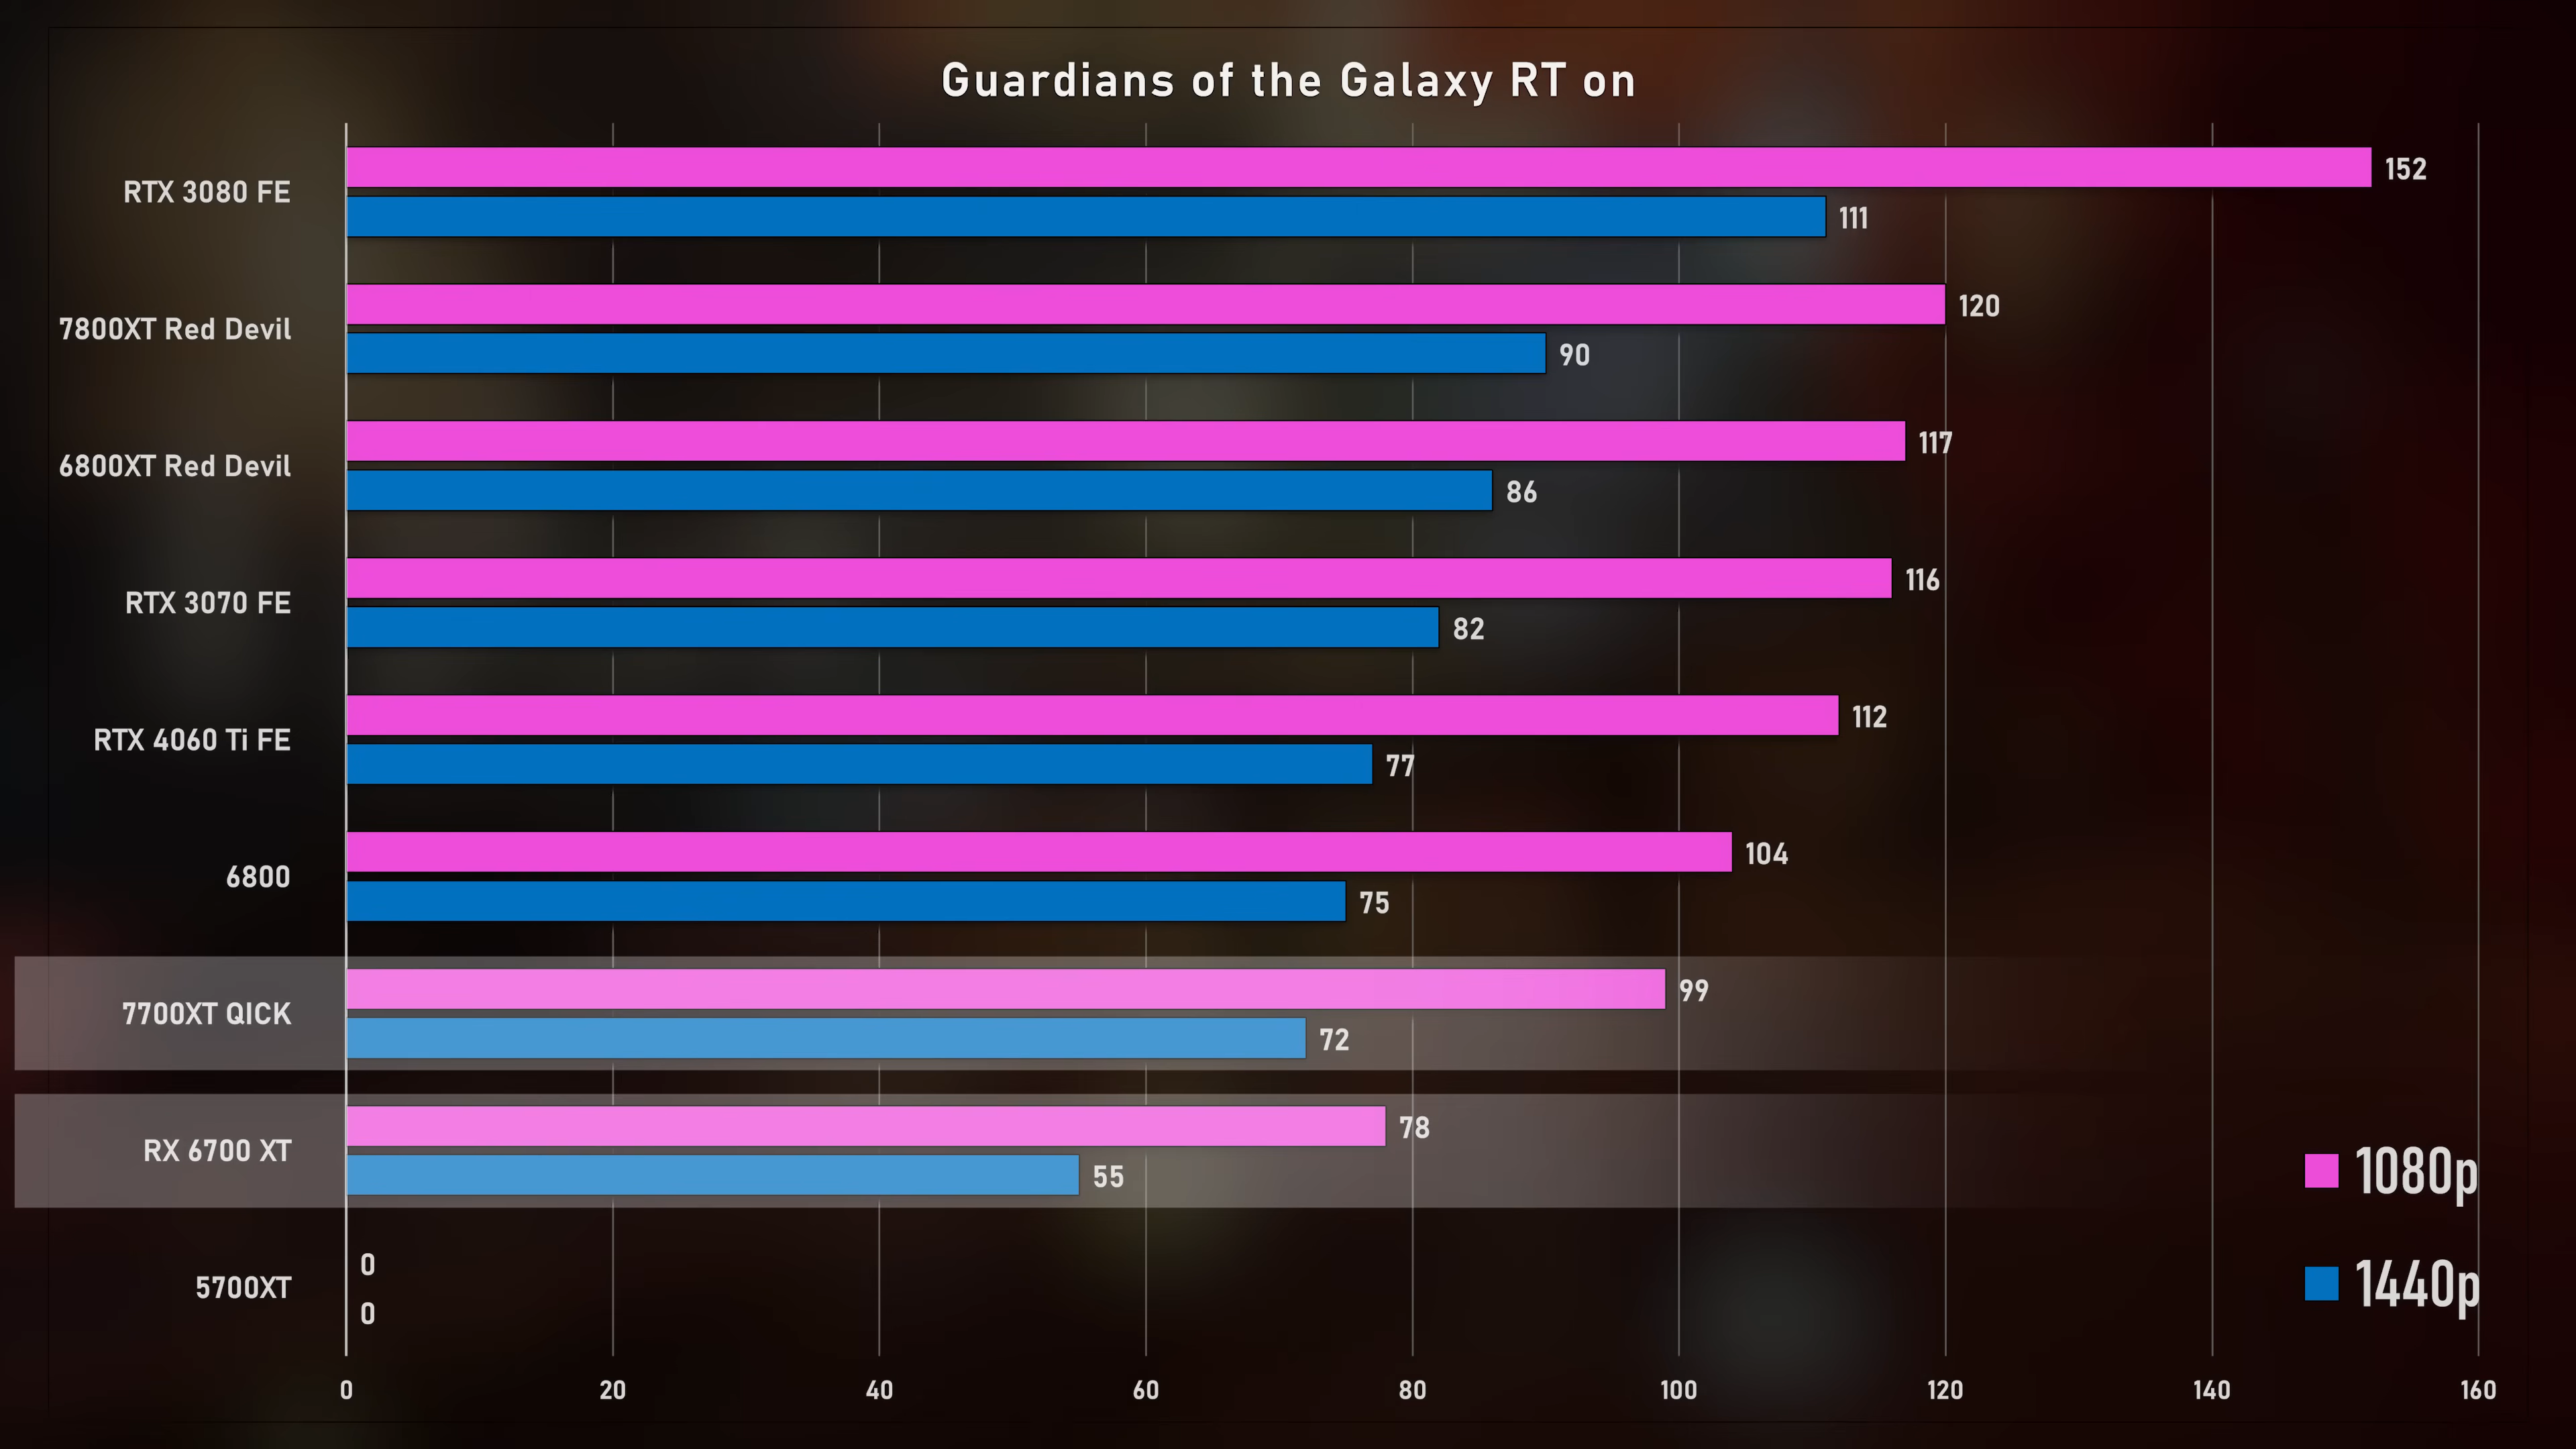 Guardians of the Galaxy RT on
RTX 3080 FE
152
111
7800XT Red Devil
120
90
6800XT Red Devil
117
86
RTX 3070 FE
116
82
RTX 4060 Ti FE
112
77
6800
104
75
7700XT QICK
99
72
RX 6700 XT
78
55
5700XT
0
0
1080p
1440p
0 20 40 60 80 100 120 140 160